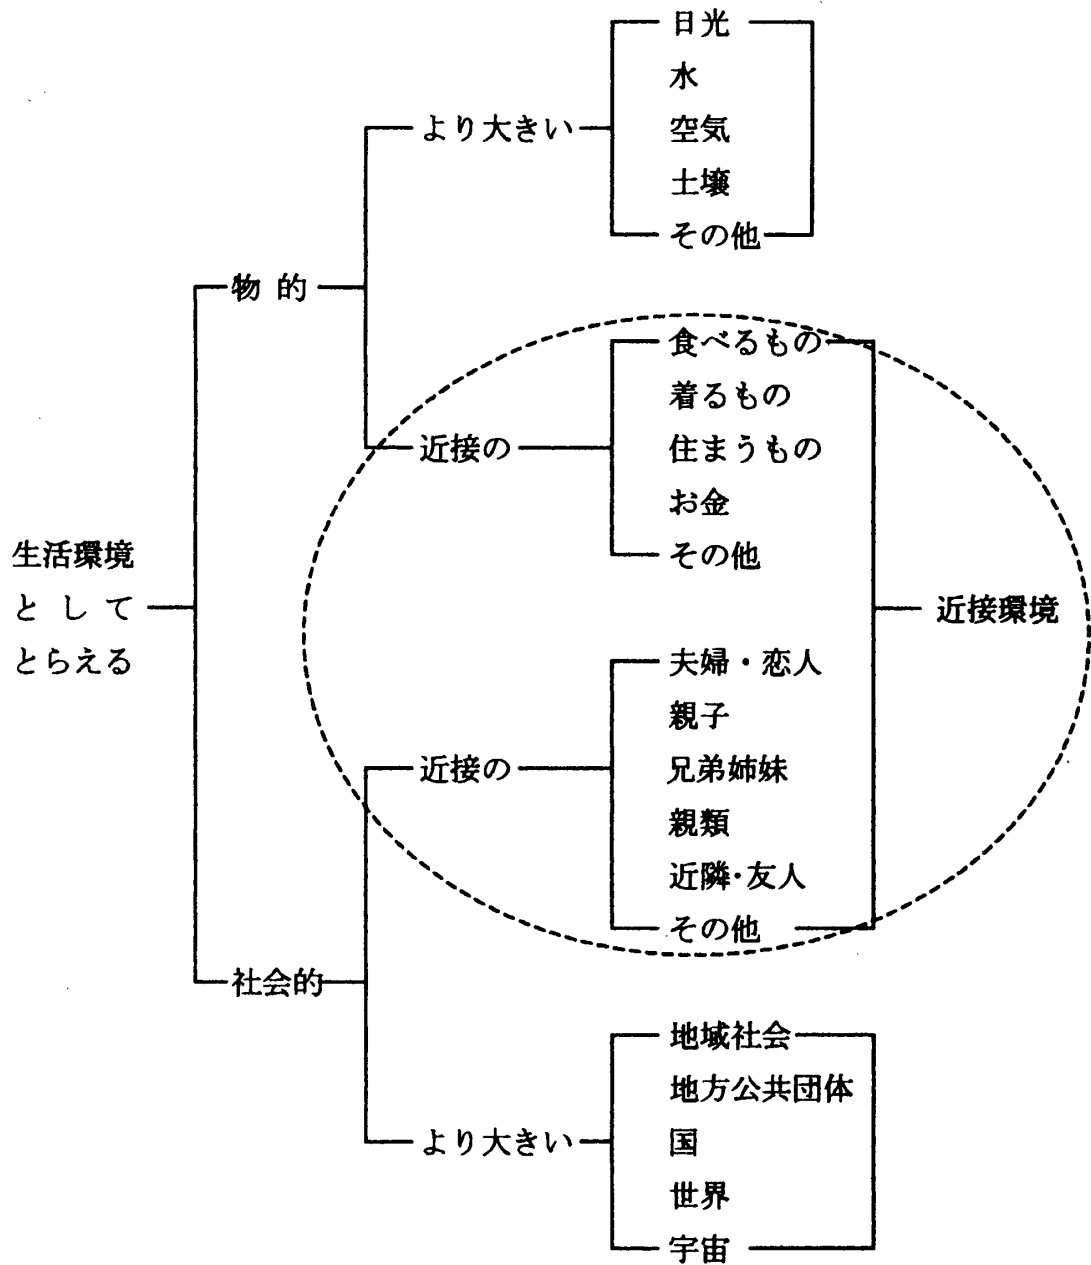 生活環境
として
とらえる
物的
より大きい
日光
水
空気
土壌
その他
近接の
食べるもの
着るもの
住まうもの
お金
その他
近接環境
社会的
近接の
夫婦・恋人
親子
兄弟姉妹
親類
近隣・友人
その他
より大きい
地域社会
地方公共団体
国
世界
宇宙